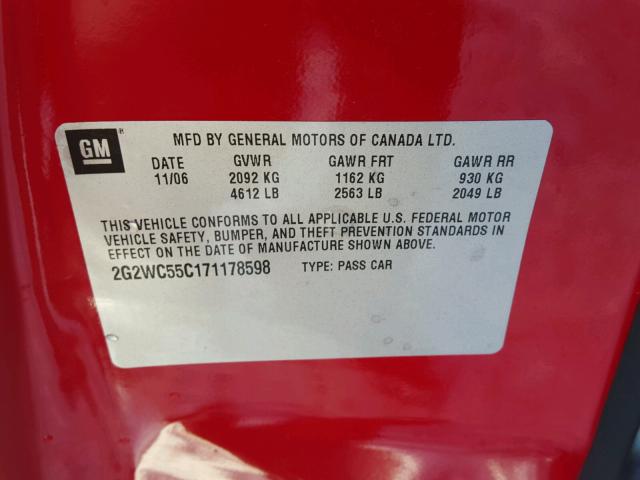 GM ® MFD BY GENERAL MOTORS OF CANADA LTD.
DATE GVWR GAWR FRT GAWR RR
11/06 2092 KG 1162 KG 930 KG
4612 LB 2563 LB 2049 LB
THIS VEHICLE CONFORMS TO ALL APPLICABLE U.S. FEDERAL MOTOR
VEHICLE SAFETY, BUMPER, AND THEFT PREVENTION STANDARDS IN
EFFECT ON THE DATE OF MANUFACTURE SHOWN ABOVE.
2G2WC55C171178598 TYPE: PASS CAR